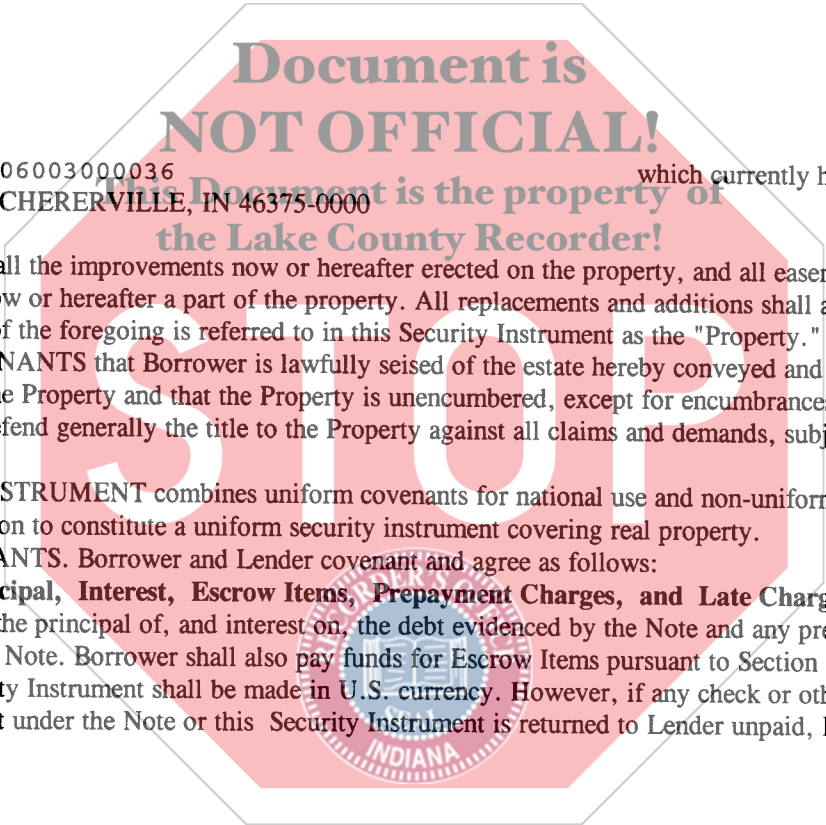 Document is
NOT OFFICIAL!
06003000036 which currently h
This Document is the property of
CHERERVILLE, IN 46375-0000
the Lake County Recorder!
all the improvements now or hereafter erected on the property, and all easem
w or hereafter a part of the property. All replacements and additions shall a
f the foregoing is referred to in this Security Instrument as the "Property."
NANTS that Borrower is lawfully seised of the estate hereby conveyed and
e Property and that the Property is unencumbered, except for encumbrance
fend generally the title to the Property against all claims and demands, subj
STOP
STRUMENT combines uniform covenants for national use and non-uniform
on to constitute a uniform security instrument covering real property.
ANTS. Borrower and Lender covenant and agree as follows:
cipal, Interest, Escrow Items, Prepayment Charges, and Late Charg
the principal of, and interest on, the debt evidenced by the Note and any pre
Note. Borrower shall also pay funds for Escrow Items pursuant to Section
ty Instrument shall be made in U.S. currency. However, if any check or oth
t under the Note or this Security Instrument is returned to Lender unpaid,
RECORDER'S OFFICE
SEAL
INDIANA